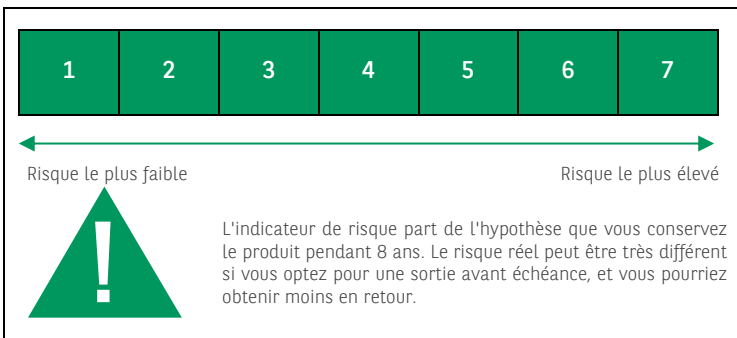 1 2 3 4 5 6 7
Risque le plus faible Risque le plus élevé
!
L'indicateur de risque part de l'hypothèse que vous conservez
le produit pendant 8 ans. Le risque réel peut être très différent
si vous optez pour une sortie avant échéance, et vous pourriez
obtenir moins en retour.